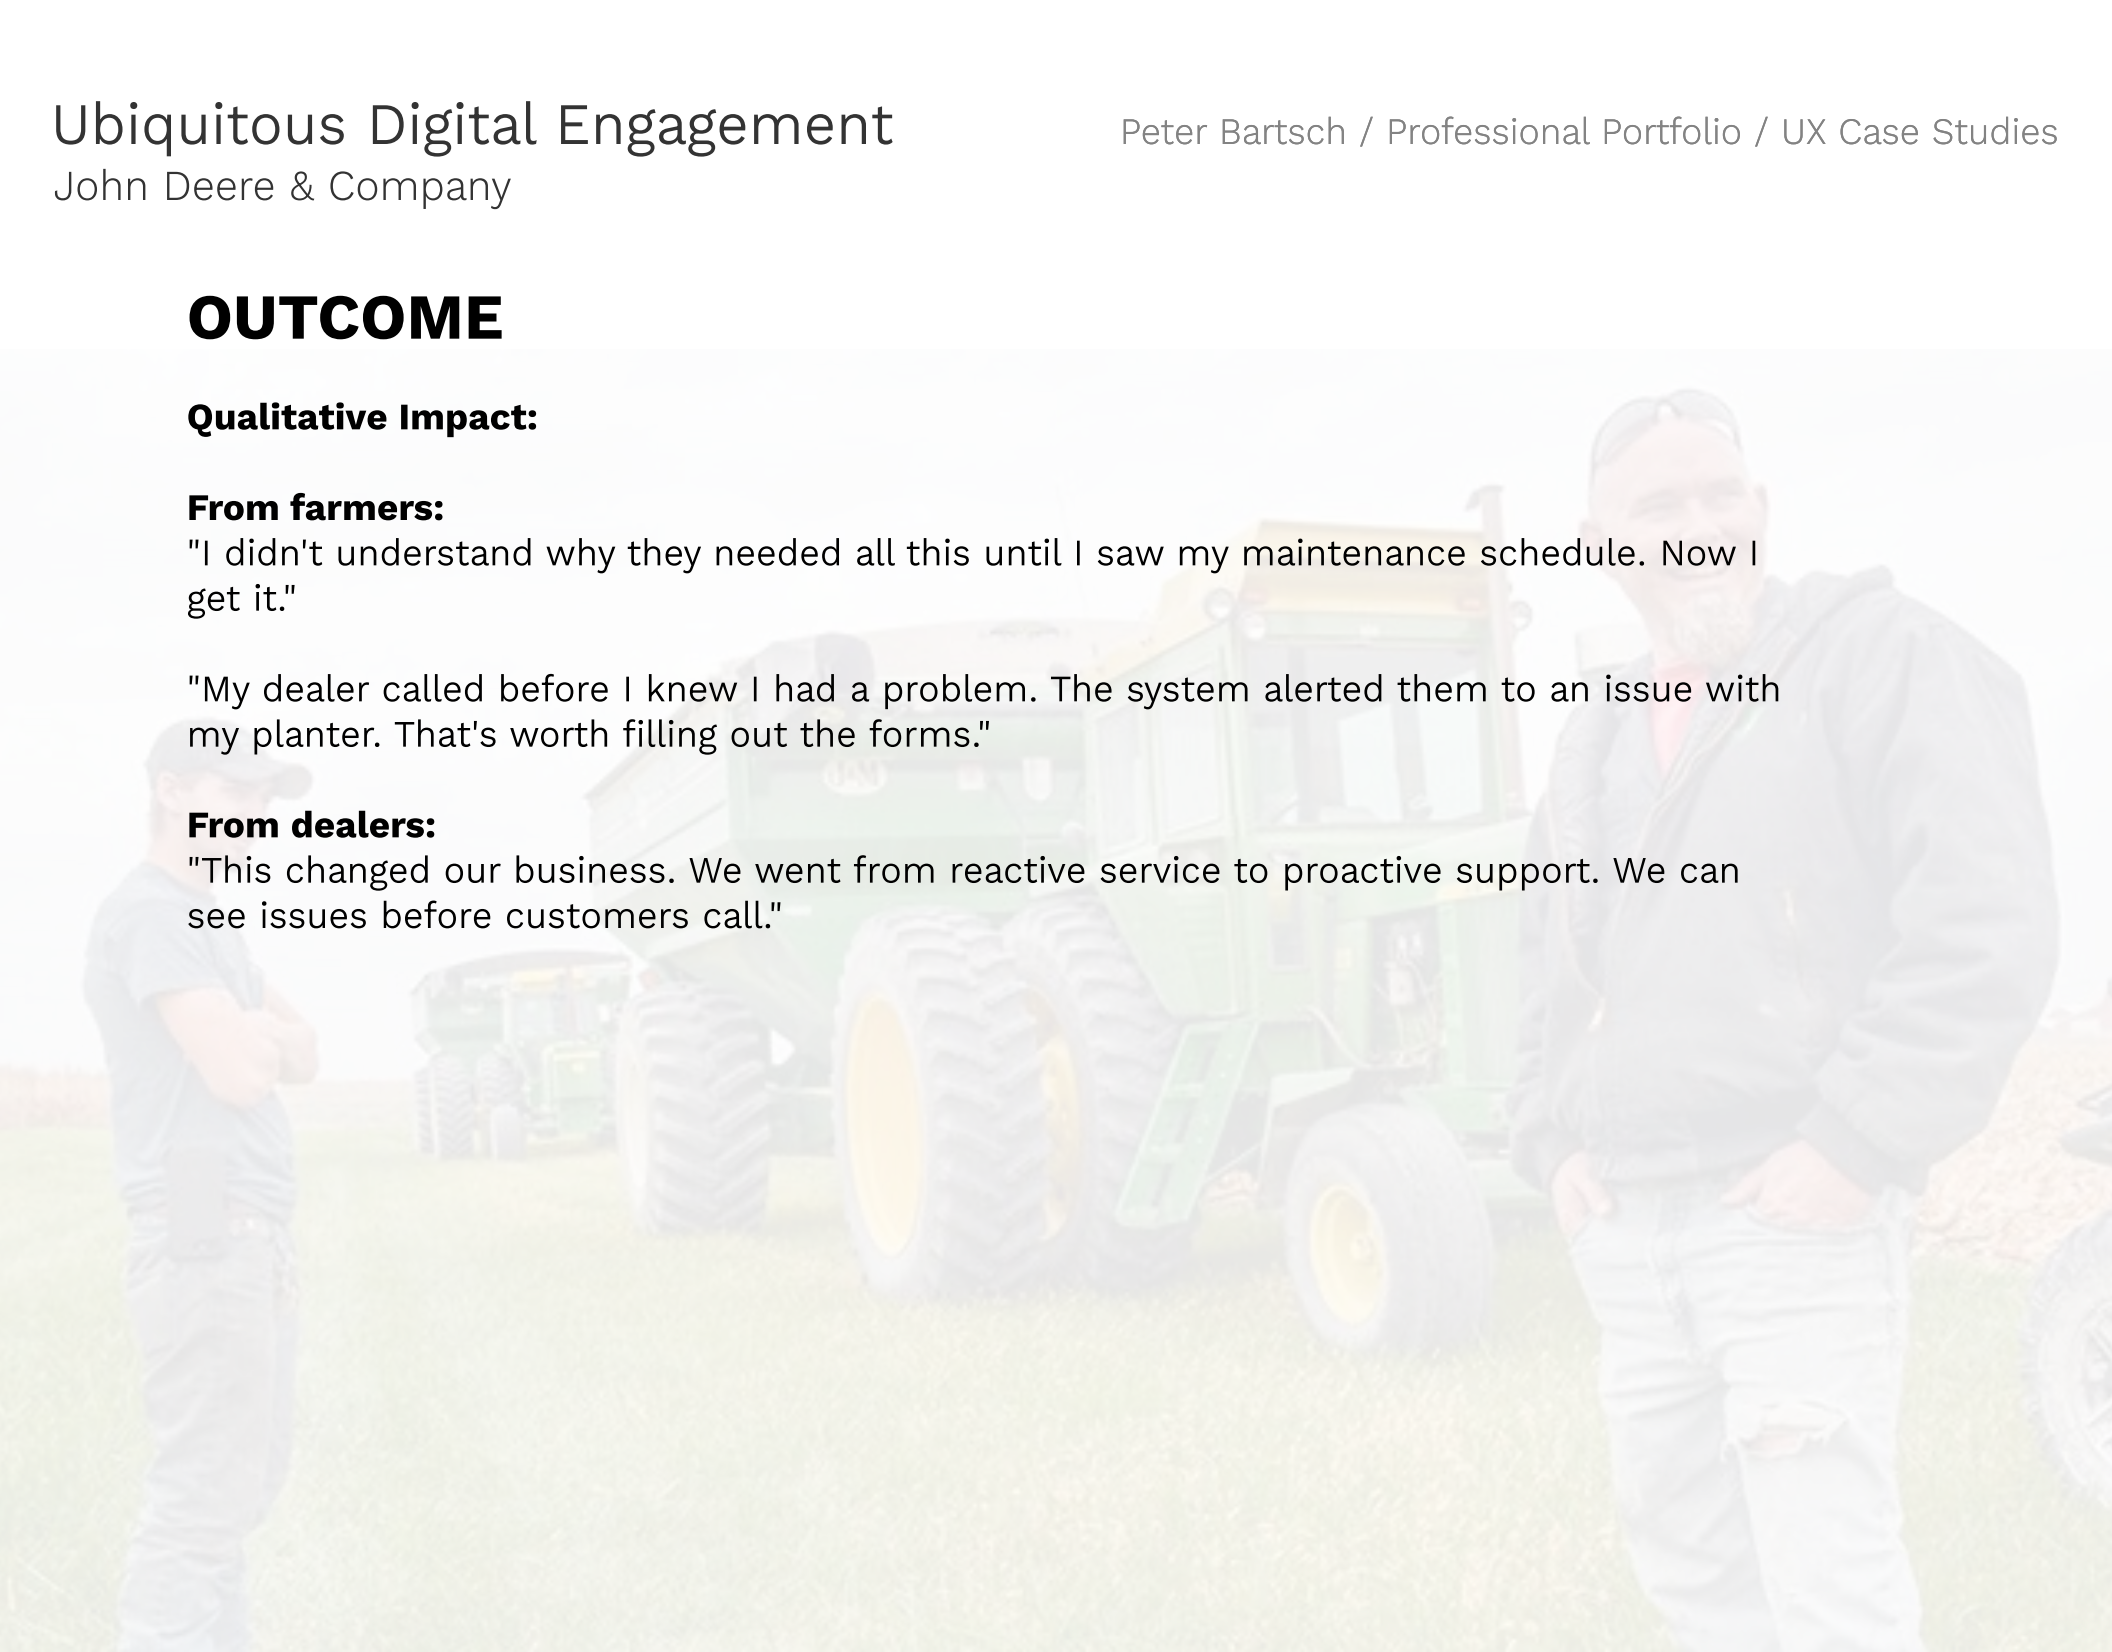 Ubiquitous Digital Engagement
Peter Bartsch / Professional Portfolio / UX Case Studies
John Deere & Company
OUTCOME
Qualitative Impact:
From farmers:
"I didn't understand why they needed all this until I saw my maintenance schedule. Now I
get it."
"My dealer called before I knew I had a problem. The system alerted them to an issue with
my planter. That's worth filling out the forms."
From dealers:
"This changed our business. We went from reactive service to proactive support. We can
see issues before customers call."